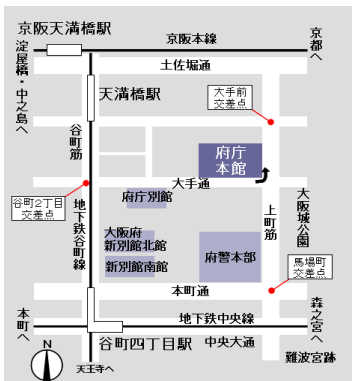 京阪天満橋駅
京阪本線
京都へ
淀屋橋・中之島へ
土佐堀通
天満橋駅
大手前
交差点
谷町筋
府庁
本館
大手通
谷町2丁目
交差点
府庁別館
上町筋
大阪城公園
地下鉄谷町線
大阪府
新別館北館
新別館南館
府警本部
馬場町
交差点
本町通
本町へ
地下鉄中央線
森之宮へ
谷町四丁目駅
中央大通
N
天王寺へ
難波宮跡